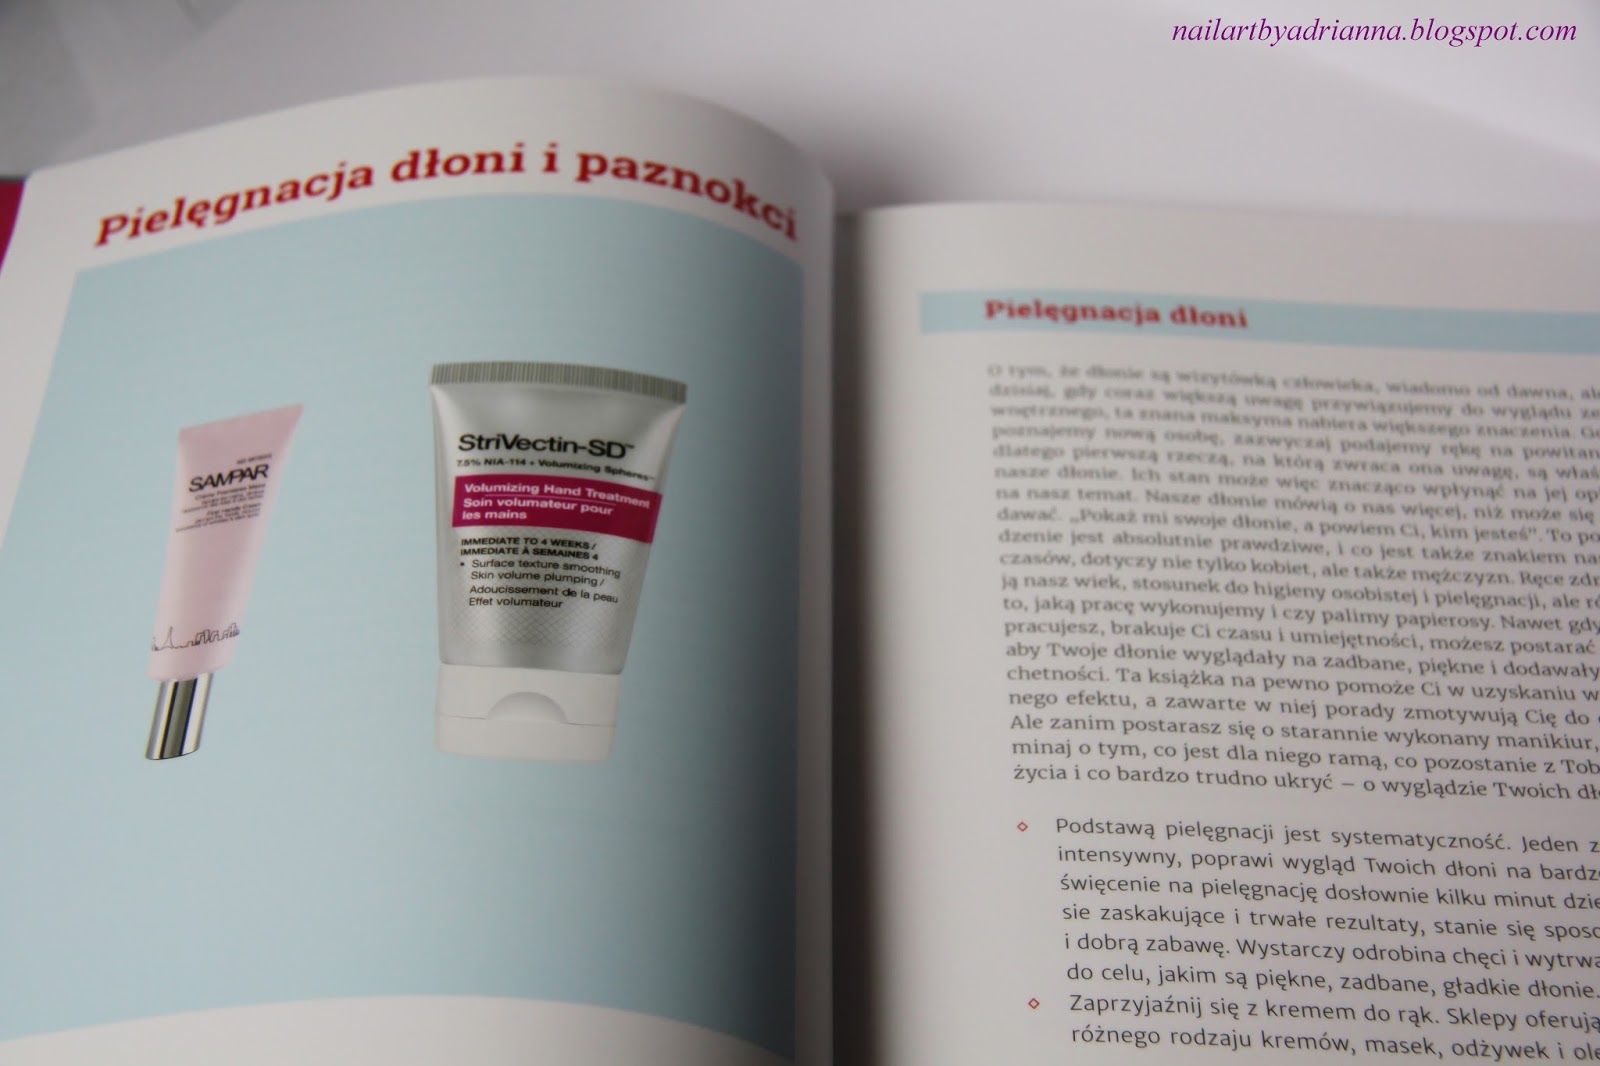 nailartbyadrianna.blogspot.com
Pielęgnacja dłoni i paznokci
SAMPAR
StriVectin-SD™
7.5% NIA-114 + Volumizing Spheres™
Volumizing Hand Treatment
Soin volumateur pour
les mains
IMMEDIATE TO 4 WEEKS /
IMMEDIATE À SEMAINES 4
• Surface texture smoothing
Skin volume plumping /
Adoucissement de la peau
Effet volumateur
Pielęgnacja dłoni
O tym, że dłonie są wizytówką człowieka, wiadomo od dawna, ale
dzisiaj, gdy coraz większą uwagę przywiązujemy do wyglądu ze
wnętrznego, ta znana maksyma nabiera większego znaczenia. G
poznajemy nową osobę, zazwyczaj podajemy rękę na powitan
dlatego pierwszą rzeczą, na którą zwraca ona uwagę, są właś
nasze dłonie. Ich stan może więc znacząco wpłynąć na jej op
na nasz temat. Nasze dłonie mówią o nas więcej, niż może się
dawać. „Pokaż mi swoje dłonie, a powiem Ci, kim jesteś”. To po
dzenie jest absolutnie prawdziwe, i co jest także znakiem na
czasów, dotyczy nie tylko kobiet, ale także mężczyzn. Ręce zdr
ją nasz wiek, stosunek do higieny osobistej i pielęgnacji, ale r
to, jaką pracę wykonujemy i czy palimy papierosy. Nawet gdy
pracujesz, brakuje Ci czasu i umiejętności, możesz postarać
aby Twoje dłonie wyglądały na zadbane, piękne i dodawały
chetności. Ta książka na pewno pomoże Ci w uzyskaniu w
nego efektu, a zawarte w niej porady zmotywują Cię do
Ale zanim postarasz się o starannie wykonany manikiur,
minaj o tym, co jest dla niego ramą, co pozostanie z Tob
życia i co bardzo trudno ukryć – o wyglądzie Twoich dł
Podstawą pielęgnacji jest systematyczność. Jeden z
intensywny, poprawi wygląd Twoich dłoni na bardz
święcenie na pielęgnację dosłownie kilku minut dzie
sie zaskakujące i trwałe rezultaty, stanie się sposo
i dobrą zabawę. Wystarczy odrobina chęci i wytrwa
do celu, jakim są piękne, zadbane, gładkie dłonie.
Zaprzyjaźnij się z kremem do rąk. Sklepy oferują
różnego rodzaju kremów, masek, odżywek i ole